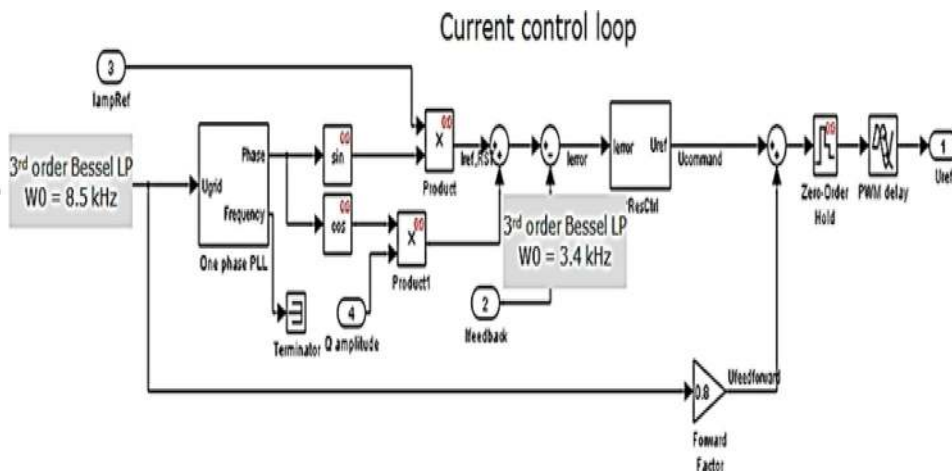 Current control loop
3
IampRef
3rd order Bessel LP
W0 = 8.5 kHz
Ugrid
Phase
Frequency
One phase PLL
Terminator
sin
cos
4
Q amplitude
x
Product
x
Product1
Iref,RST
Ierror
3rd order Bessel LP
W0 = 3.4 kHz
2
Ifeedback
Ierror
Uref
ResCtrl
Ucommand
0.8
Ufeedforward
Forward
Factor
Zero-Order
Hold
PWM delay
1
Uref